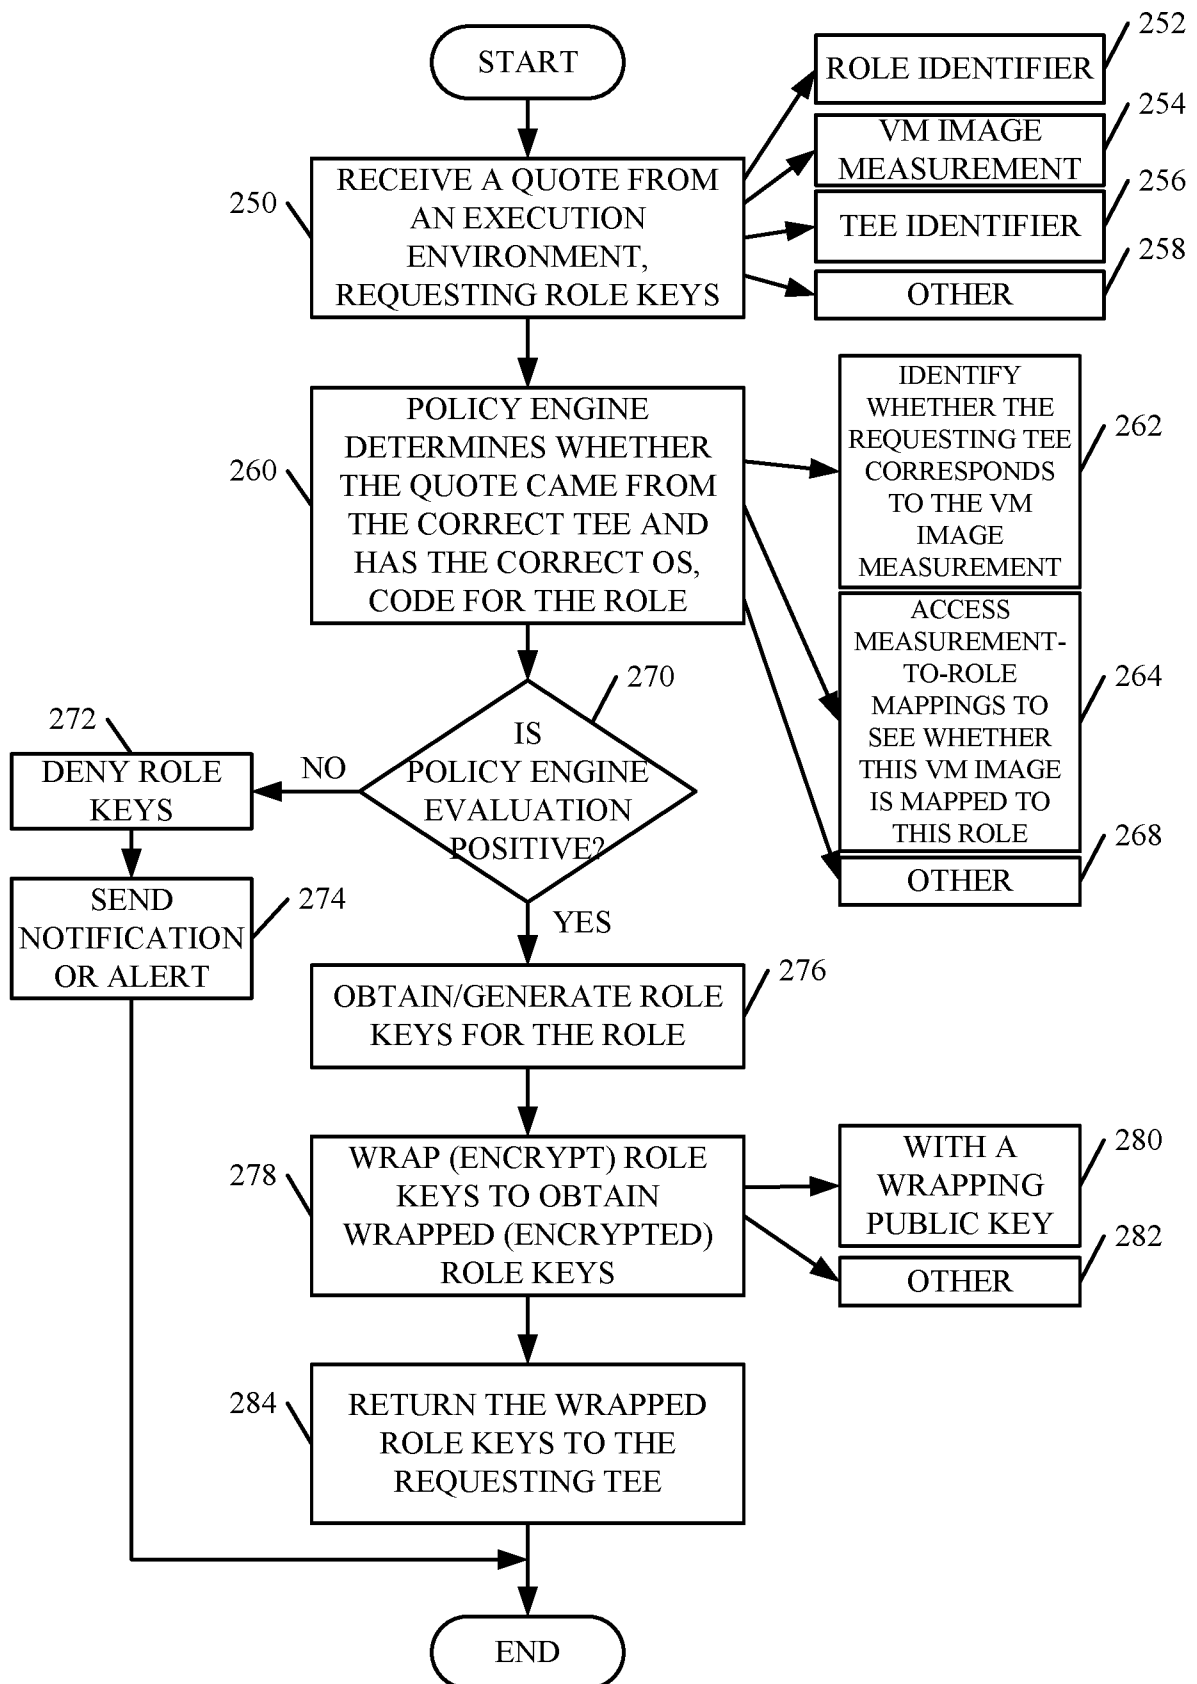 START
252
ROLE IDENTIFIER
254
VM IMAGE
MEASUREMENT
250
RECEIVE A QUOTE FROM
AN EXECUTION
ENVIRONMENT,
REQUESTING ROLE KEYS
256
TEE IDENTIFIER
258
OTHER
260
POLICY ENGINE
DETERMINES WHETHER
THE QUOTE CAME FROM
THE CORRECT TEE AND
HAS THE CORRECT OS,
CODE FOR THE ROLE
IDENTIFY
WHETHER THE
REQUESTING TEE
CORRESPONDS
TO THE VM
IMAGE
MEASUREMENT
262
ACCESS
MEASUREMENT-
TO-ROLE
MAPPINGS TO
SEE WHETHER
THIS VM IMAGE
IS MAPPED TO
THIS ROLE
264
268
OTHER
270
IS
POLICY ENGINE
EVALUATION
POSITIVE?
NO
272
DENY ROLE
KEYS
274
SEND
NOTIFICATION
OR ALERT
YES
276
OBTAIN/GENERATE ROLE
KEYS FOR THE ROLE
278
WRAP (ENCRYPT) ROLE
KEYS TO OBTAIN
WRAPPED (ENCRYPTED)
ROLE KEYS
280
WITH A
WRAPPING
PUBLIC KEY
282
OTHER
284
RETURN THE WRAPPED
ROLE KEYS TO THE
REQUESTING TEE
END